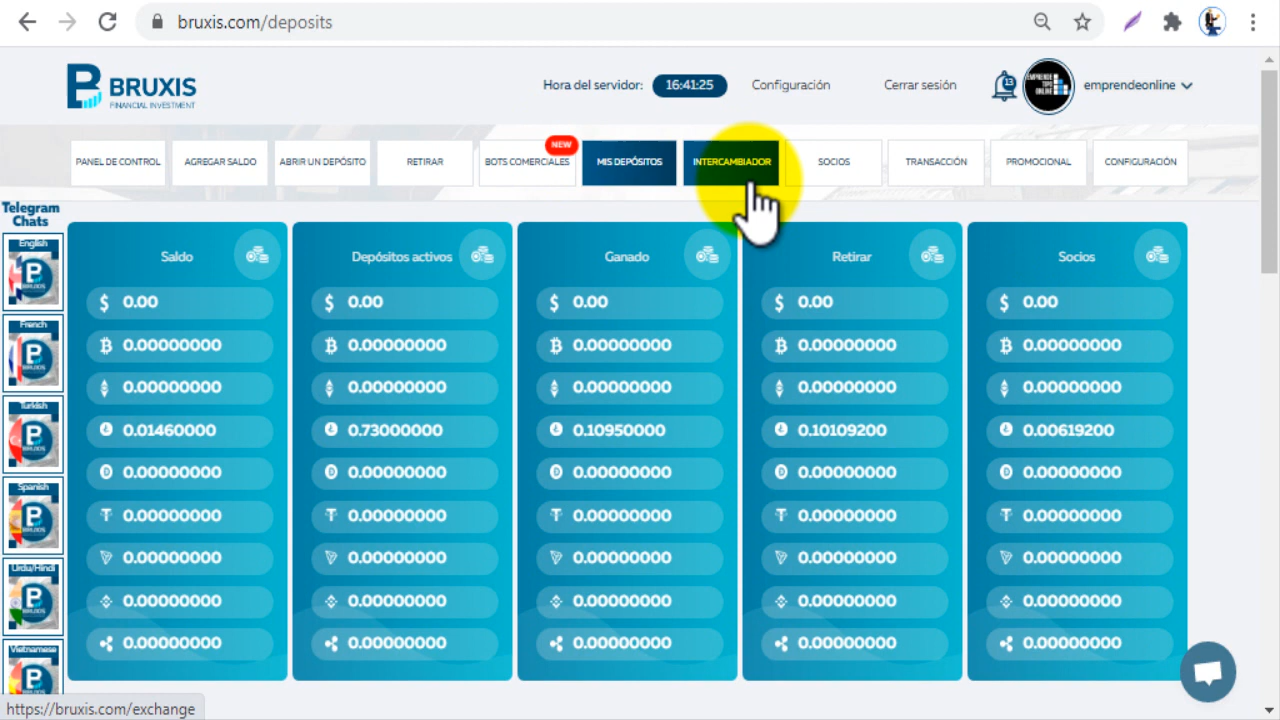 bruxis.com/deposits
BRUXIS
FINANCIAL INVESTMENT
Hora del servidor: 16:41:25 Configuración Cerrar sesión 13 emprendeonline
EMPRENDE
TIPS
ONLINE
NEW
PANEL DE CONTROL AGREGAR SALDO ABRIR UN DEPÓSITO RETIRAR BOTS COMERCIALES MIS DEPÓSITOS INTERCAMBIADOR SOCIOS TRANSACCIÓN PROMOCIONAL CONFIGURACIÓN
Telegram
Chats
English
French
Turkish
Spanish
Urdu/Hindi
Vietnamese
Saldo
$ 0.00
0.00000000
0.00000000
0.01460000
0.00000000
0.00000000
0.00000000
0.00000000
0.00000000
Depósitos activos
$ 0.00
0.00000000
0.00000000
0.73000000
0.00000000
0.00000000
0.00000000
0.00000000
0.00000000
Ganado
$ 0.00
0.00000000
0.00000000
0.10950000
0.00000000
0.00000000
0.00000000
0.00000000
0.00000000
Retirar
$ 0.00
0.00000000
0.00000000
0.10109200
0.00000000
0.00000000
0.00000000
0.00000000
0.00000000
Socios
$ 0.00
0.00000000
0.00000000
0.00619200
0.00000000
0.00000000
0.00000000
0.00000000
0.00000000
https://bruxis.com/exchange